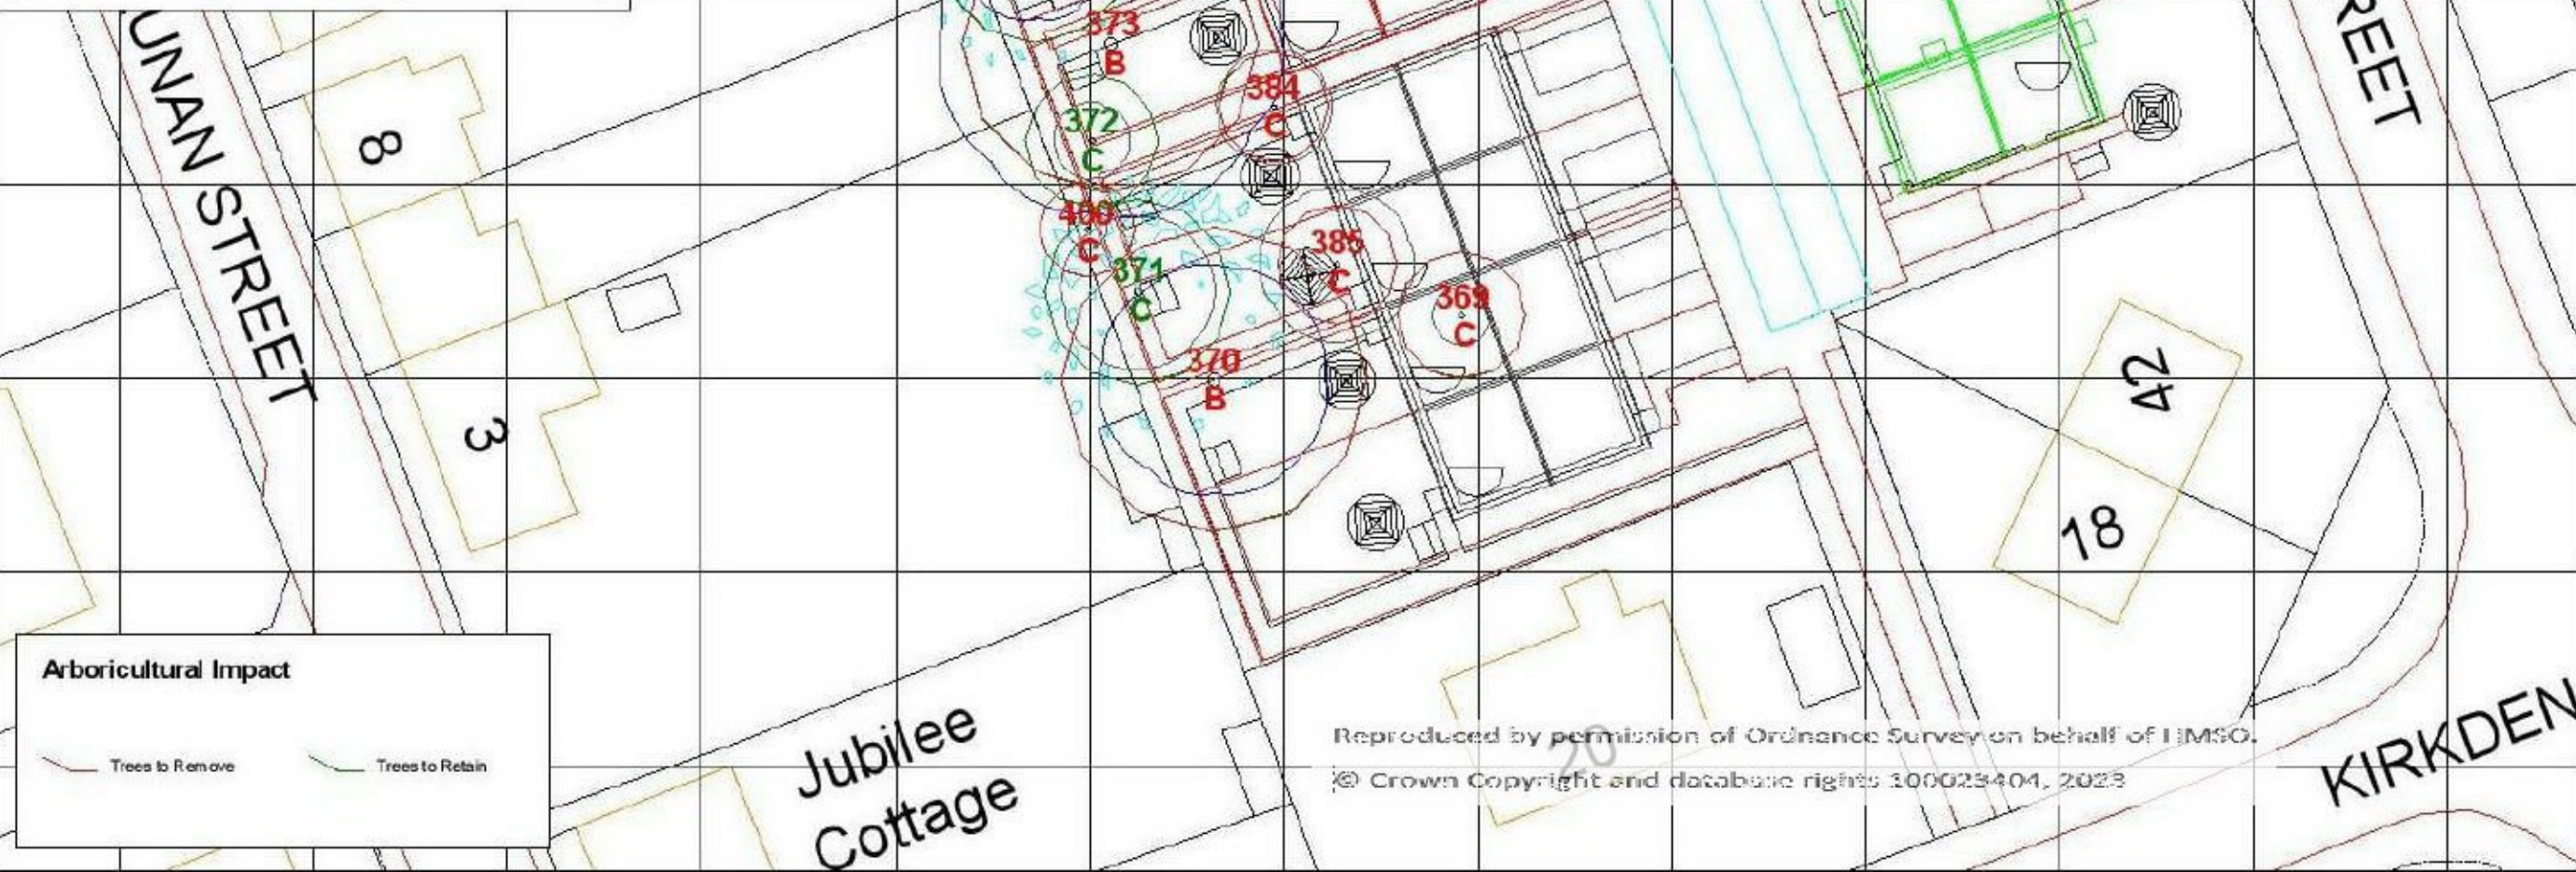 UNAN STREET
8
3
373
B
384
C
372
C
400
C
371
C
385
C
369
C
370
B
REET
42
18
20
Jubilee
Cottage
KIRKDEN
Arboricultural Impact
Trees to Remove
Trees to Retain
Reproduced by permission of Ordnance Survey on behalf of HMSO.
© Crown Copyright and database rights 100023404, 2023